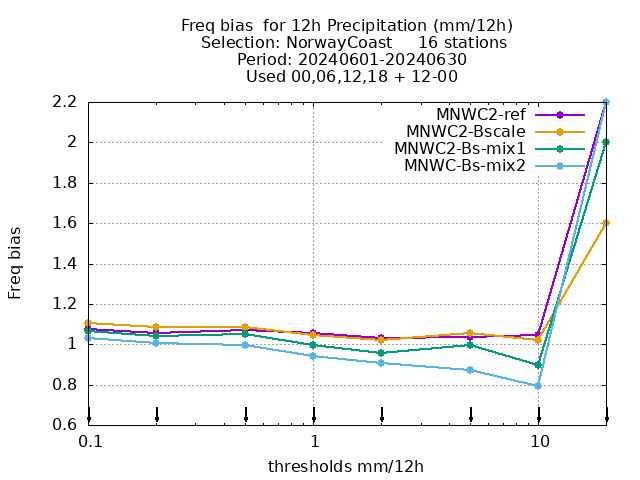 Freq bias  for 12h Precipitation (mm/12h)
Selection: NorwayCoast     16 stations
Period: 20240601-20240630
Used 00,06,12,18 + 12-00
MNWC2-ref
MNWC2-Bscale
MNWC2-Bs-mix1
MNWC-Bs-mix2
Freq bias
2.2
2
1.8
1.6
1.4
1.2
1
0.8
0.6
0.1 1 10
thresholds mm/12h